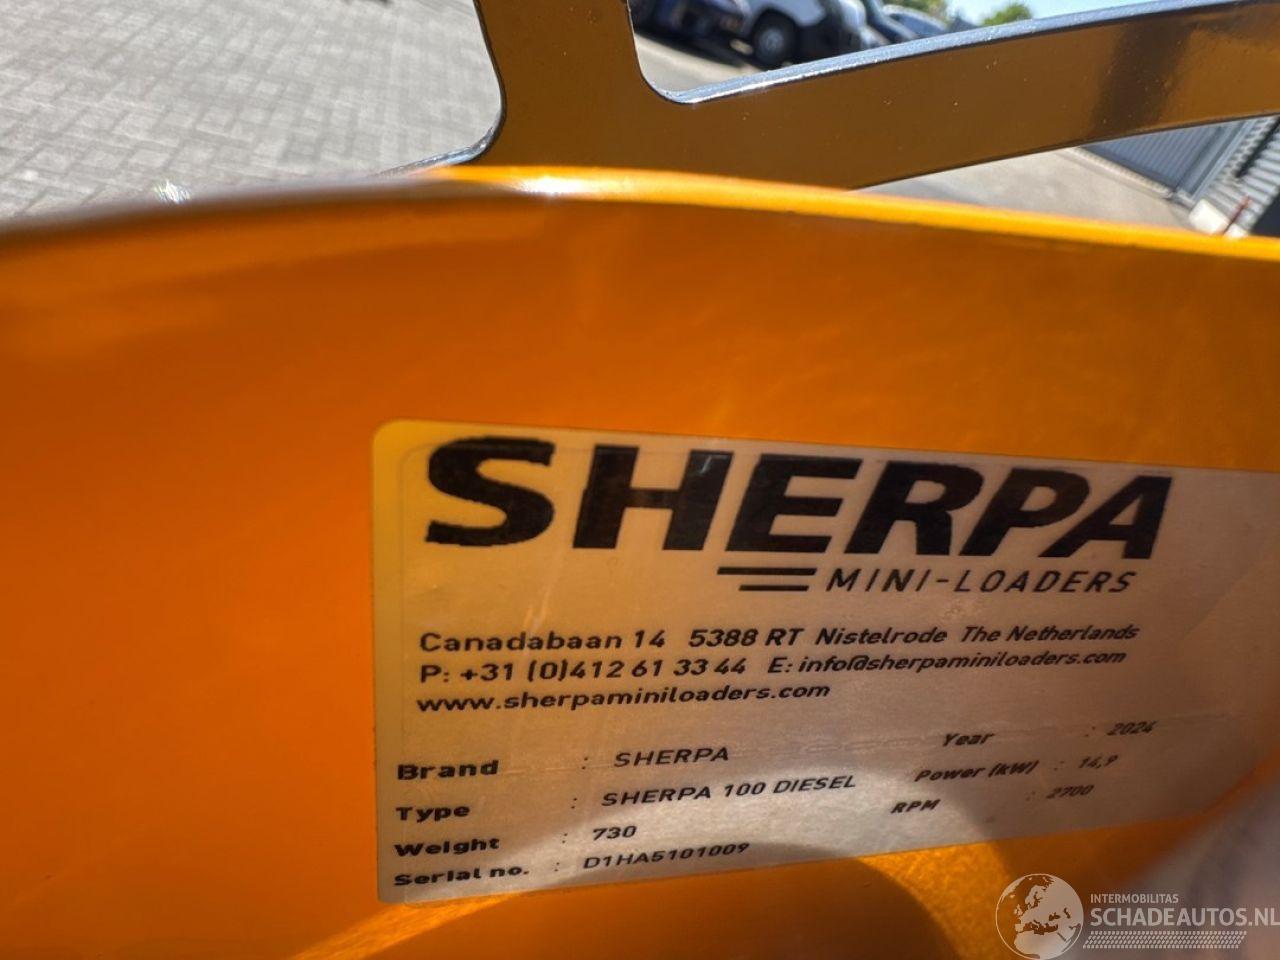 SHERPA
MINI-LOADERS
Canadabaan 14 5388 RT Nistelrode The Netherlands
P: +31 (0)412 61 33 44 E: info@sherpaminiloaders.com
www.sherpaminiloaders.com
Brand : SHERPA Year : 2024
Type : SHERPA 100 DIESEL Power (kW) : 14,9
Weight : 730 RPM : 2700
Serial no. : D1HA5101009
INTERMOBILITAS
SCHADEAUTOS.NL